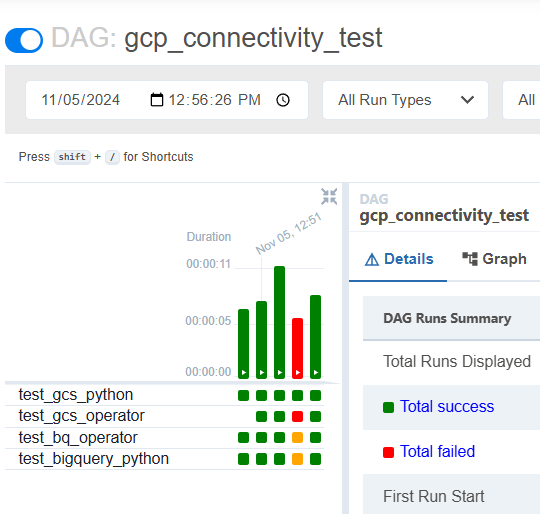 DAG: gcp_connectivity_test
11/05/2024 12:56:26 PM All Run Types All
Press shift + / for Shortcuts
Duration
Nov 05, 12:51
00:00:11
00:00:05
00:00:00
test_gcs_python
test_gcs_operator
test_bq_operator
test_bigquery_python
DAG
gcp_connectivity_test
Details Graph
DAG Runs Summary
Total Runs Displayed
Total success
Total failed
First Run Start